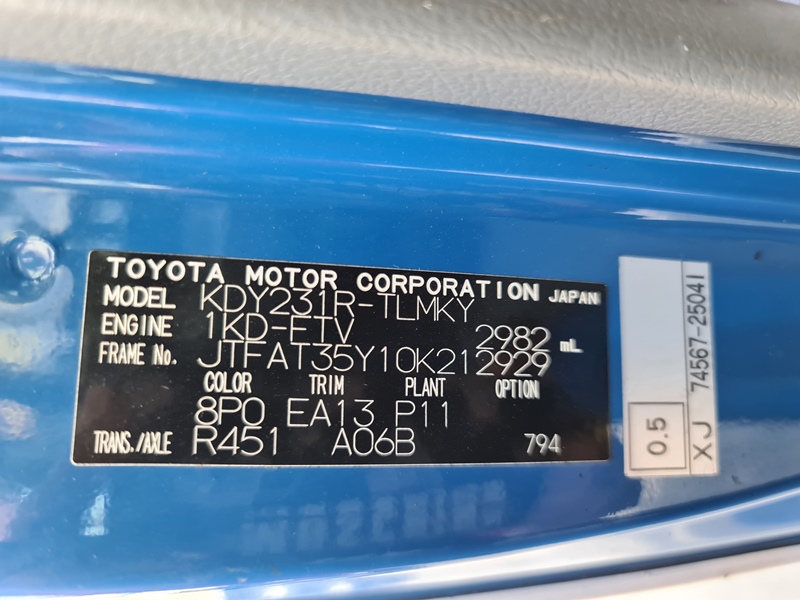 TOYOTA MOTOR CORPORATION JAPAN
MODEL KDY231R-TLMKY
ENGINE 1KD-FTV 2982 mL
FRAME No. JTFAT35Y10K212929
COLOR TRIM PLANT OPTION
8P0 EA13 P11
TRANS./AXLE R451 A06B 794
0.5
XJ 74567-25041